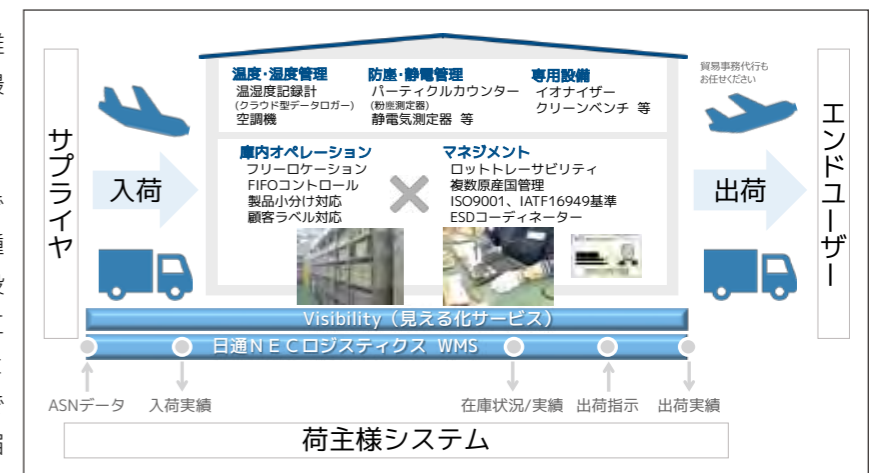 サプライヤ
入荷
温度・湿度管理
温湿度記録計
(クラウド型データロガー)
空調機
防塵・静電管理
パーティクルカウンター
(粉塵測定器)
静電気測定器 等
専用設備
イオナイザー
クリーンベンチ 等
庫内オペレーション
フリーロケーション
FIFOコントロール
製品小分け対応
顧客ラベル対応
マネジメント
ロットトレーサビリティ
複数原産国管理
ISO9001、IATF16949基準
ESDコーディネーター
貿易事務代行も
お任せください
出荷
エンドユーザー
Visibility（見える化サービス）
日通ＮＥＣロジスティクス WMS
ASNデータ
入荷実績
在庫状況/実績
出荷指示
出荷実績
荷主様システム